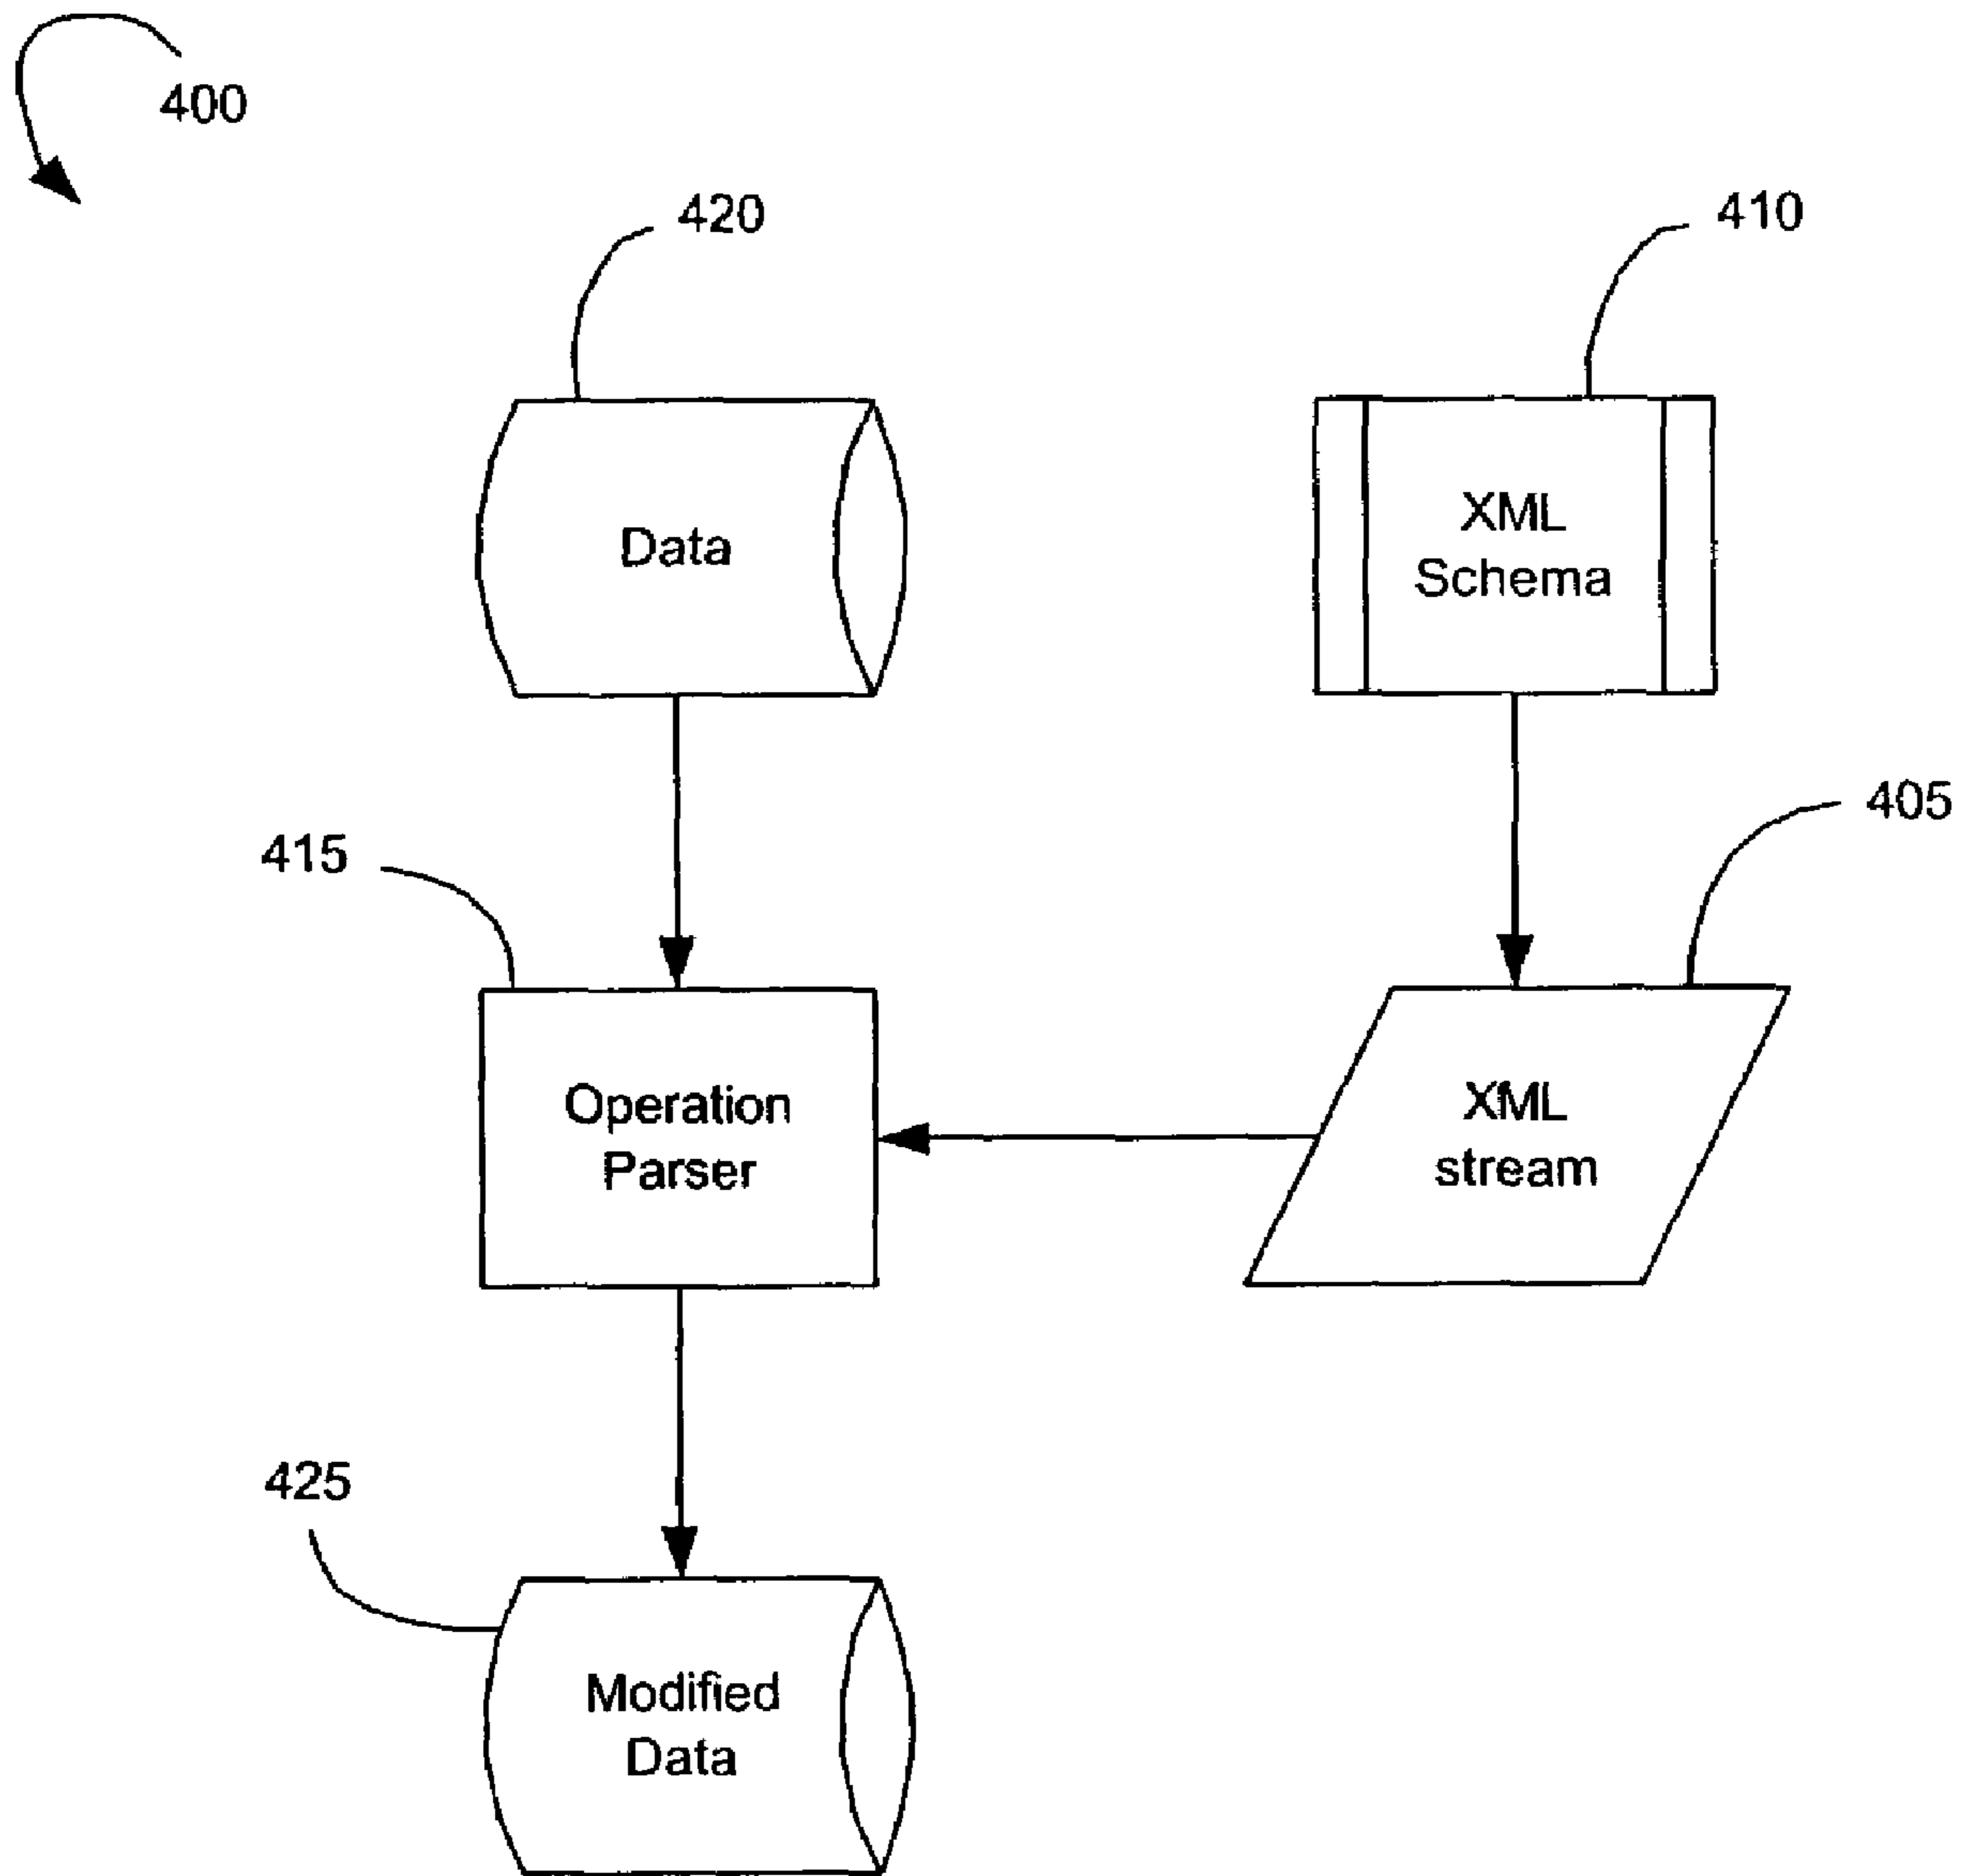 400
420
410
Data
XML
Schema
415
405
Operation
Parser
XML
stream
425
Modified
Data